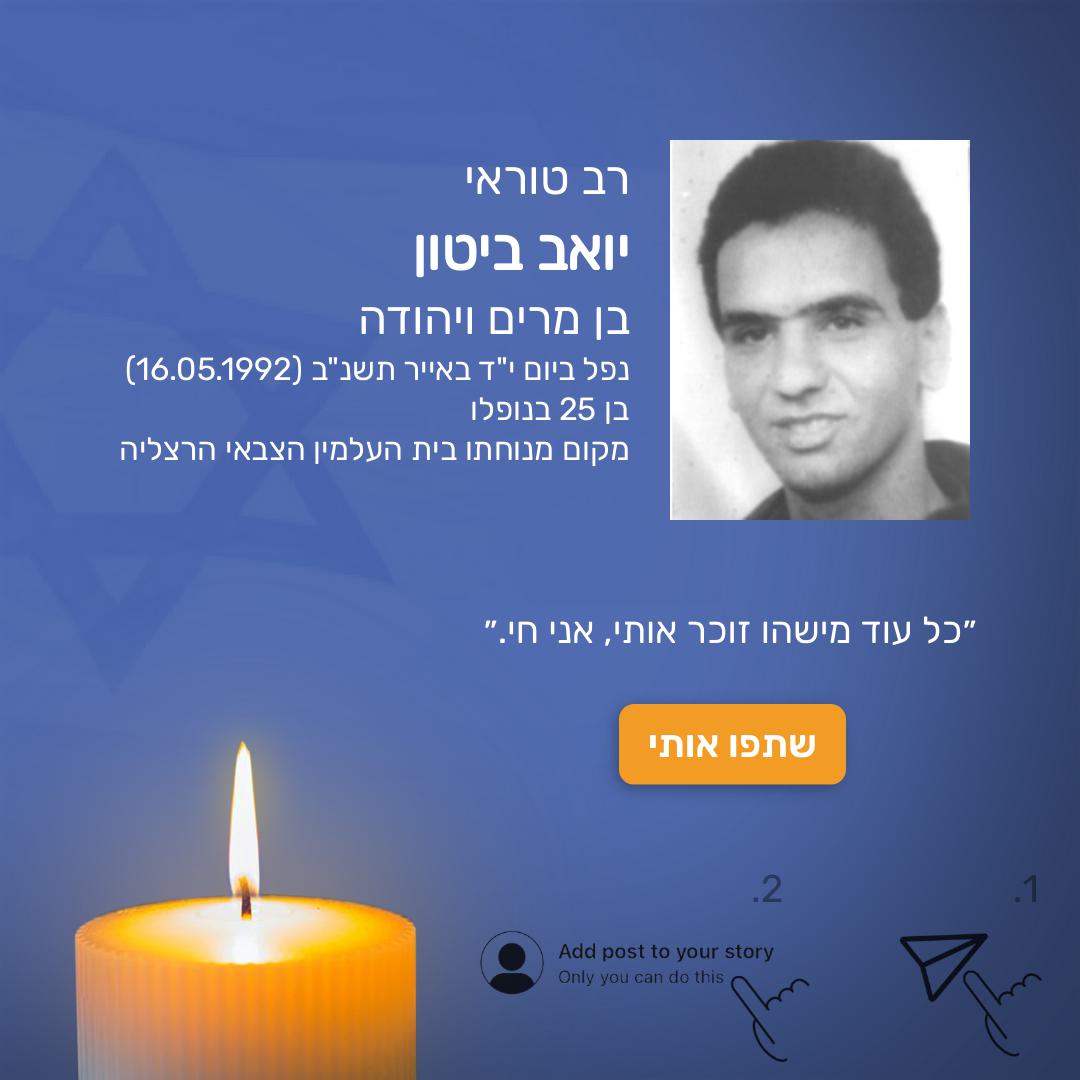 רב טוראי
יואב ביטון
בן מרים ויהודה
נפל ביום י"ד באייר תשנ"ב (16.05.1992)
בן 25 בנופלו
מקום מנוחתו בית העלמין הצבאי הרצליה
״כל עוד מישהו זוכר אותי, אני חי.״
שתפו אותי
1.
2.
Add post to your story
Only you can do this